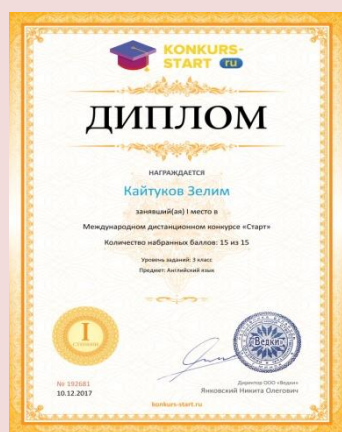 KONKURS-
START ru
ДИПЛОМ
НАГРАЖДАЕТСЯ
Кайтуков Зелим
занявший(ая) I место в
Международном дистанционном конкурсе «Старт»
Количество набранных баллов: 15 из 15
Уровень заданий: 3 класс
Предмет: Английский язык
I
СТЕПЕНИ
«Ведки»
№ 192681
10.12.2017
Директор ООО «Ведки»
Янковский Никита Олегович
konkurs-start.ru